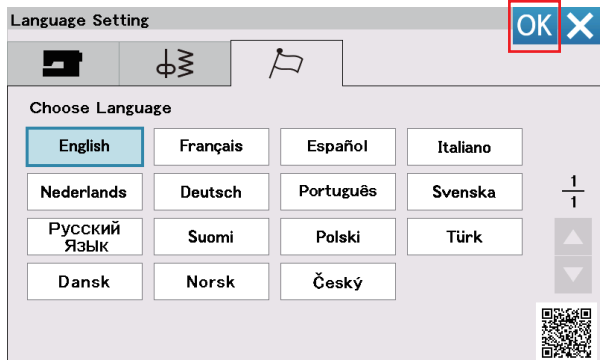 Language Setting
OK
Choose Language
English Français Español Italiano
Nederlands Deutsch Português Svenska
Русский
Язык
Suomi Polski Türk
Dansk Norsk Český
1
1